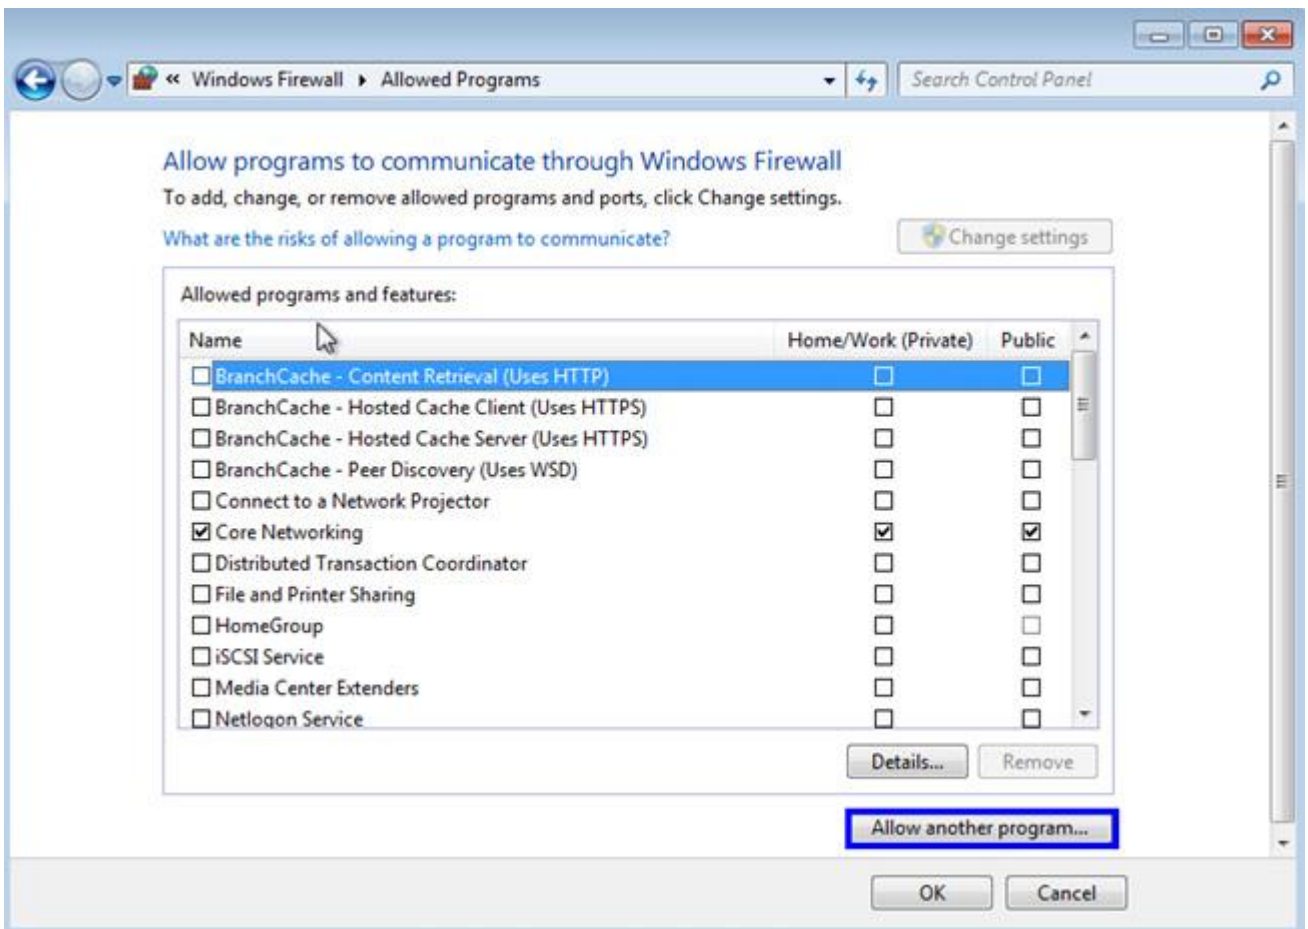 « Windows Firewall ▸ Allowed Programs Search Control Panel
Allow programs to communicate through Windows Firewall
To add, change, or remove allowed programs and ports, click Change settings.
What are the risks of allowing a program to communicate? Change settings
Allowed programs and features:
Name Home/Work (Private) Public
BranchCache - Content Retrieval (Uses HTTP)
BranchCache - Hosted Cache Client (Uses HTTPS)
BranchCache - Hosted Cache Server (Uses HTTPS)
BranchCache - Peer Discovery (Uses WSD)
Connect to a Network Projector
Core Networking
Distributed Transaction Coordinator
File and Printer Sharing
HomeGroup
iSCSI Service
Media Center Extenders
Netlogon Service
Details... Remove
Allow another program...
OK Cancel